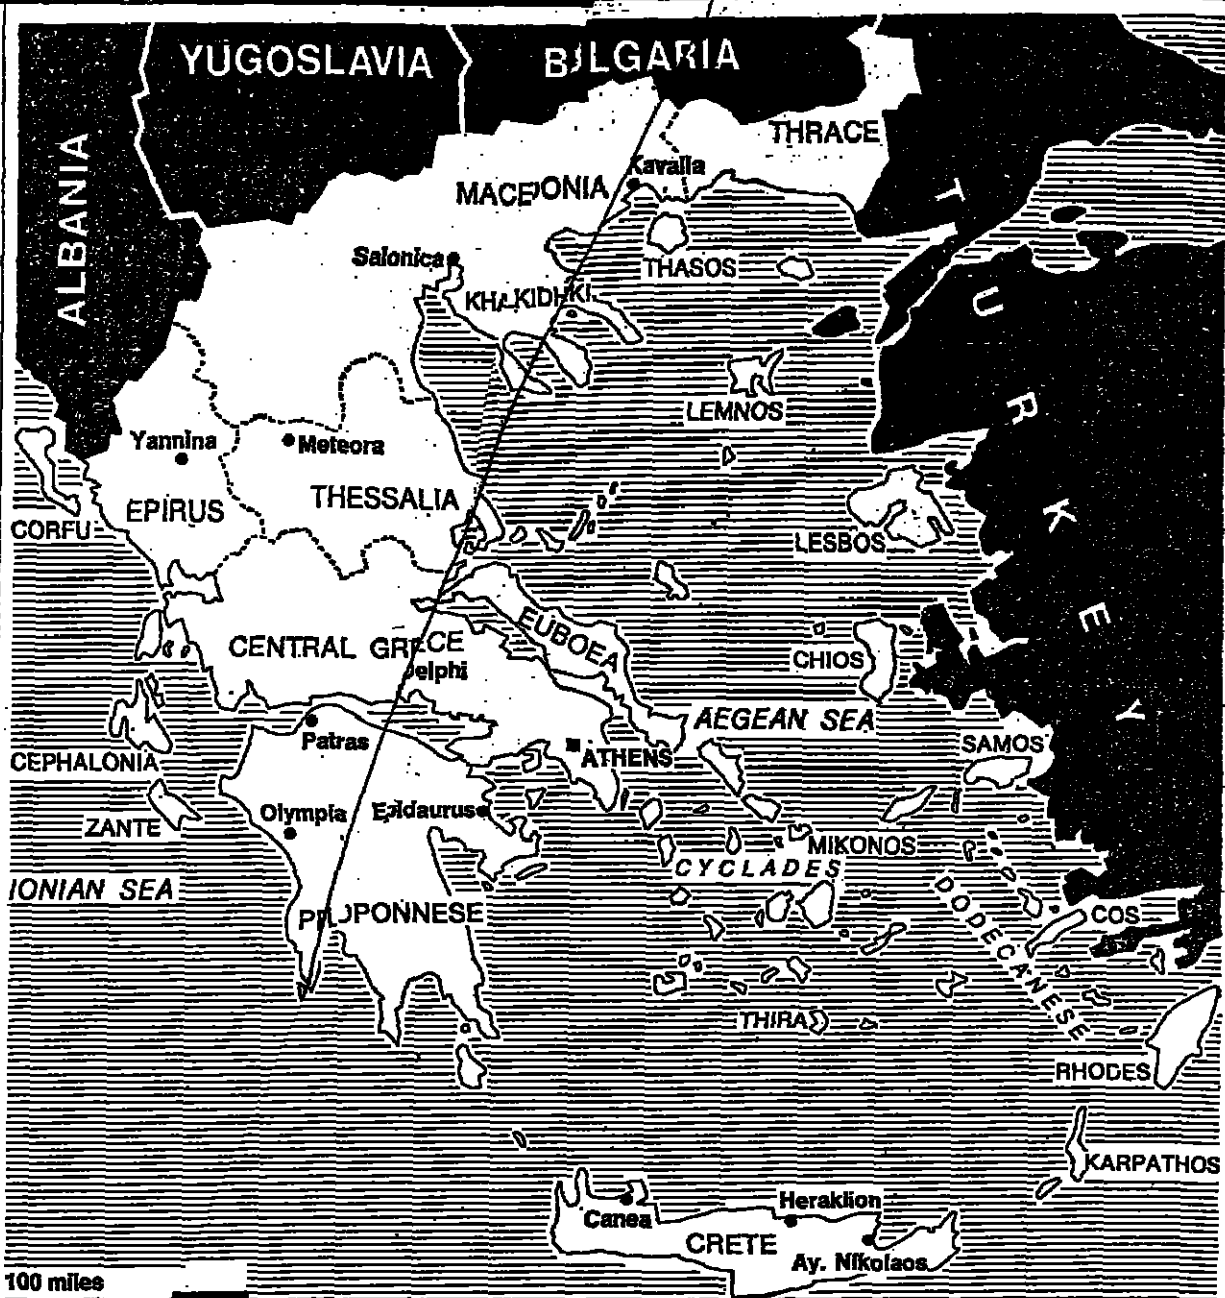 YUGOSLAVIA
BULGARIA
ALBANIA
THRACE
Kavalla
MACEDONIA
TURKEY
Salonica
THASOS
KHALKIDHIKI
LEMNOS
Yannina
Meteora
THESSALIA
EPIRUS
CORFU
LESBOS
EUBOEA
CENTRAL GREECE
Delphi
CHIOS
AEGEAN SEA
Patras
ATHENS
SAMOS
CEPHALONIA
Olympia
Epidaurus
ZANTE
MIKONOS
CYCLADES
IONIAN SEA
PELOPONNESE
DODECANESE
COS
THIRA
RHODES
KARPATHOS
Heraklion
Canea
CRETE
Ay. Nikolaos
100 miles